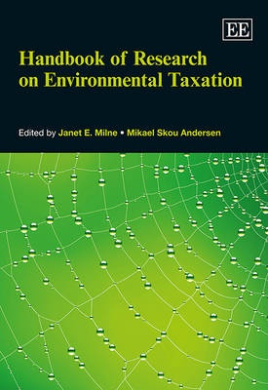 EE
Handbook of Research
on Environmental Taxation
Edited by Janet E. Milne • Mikael Skou Andersen